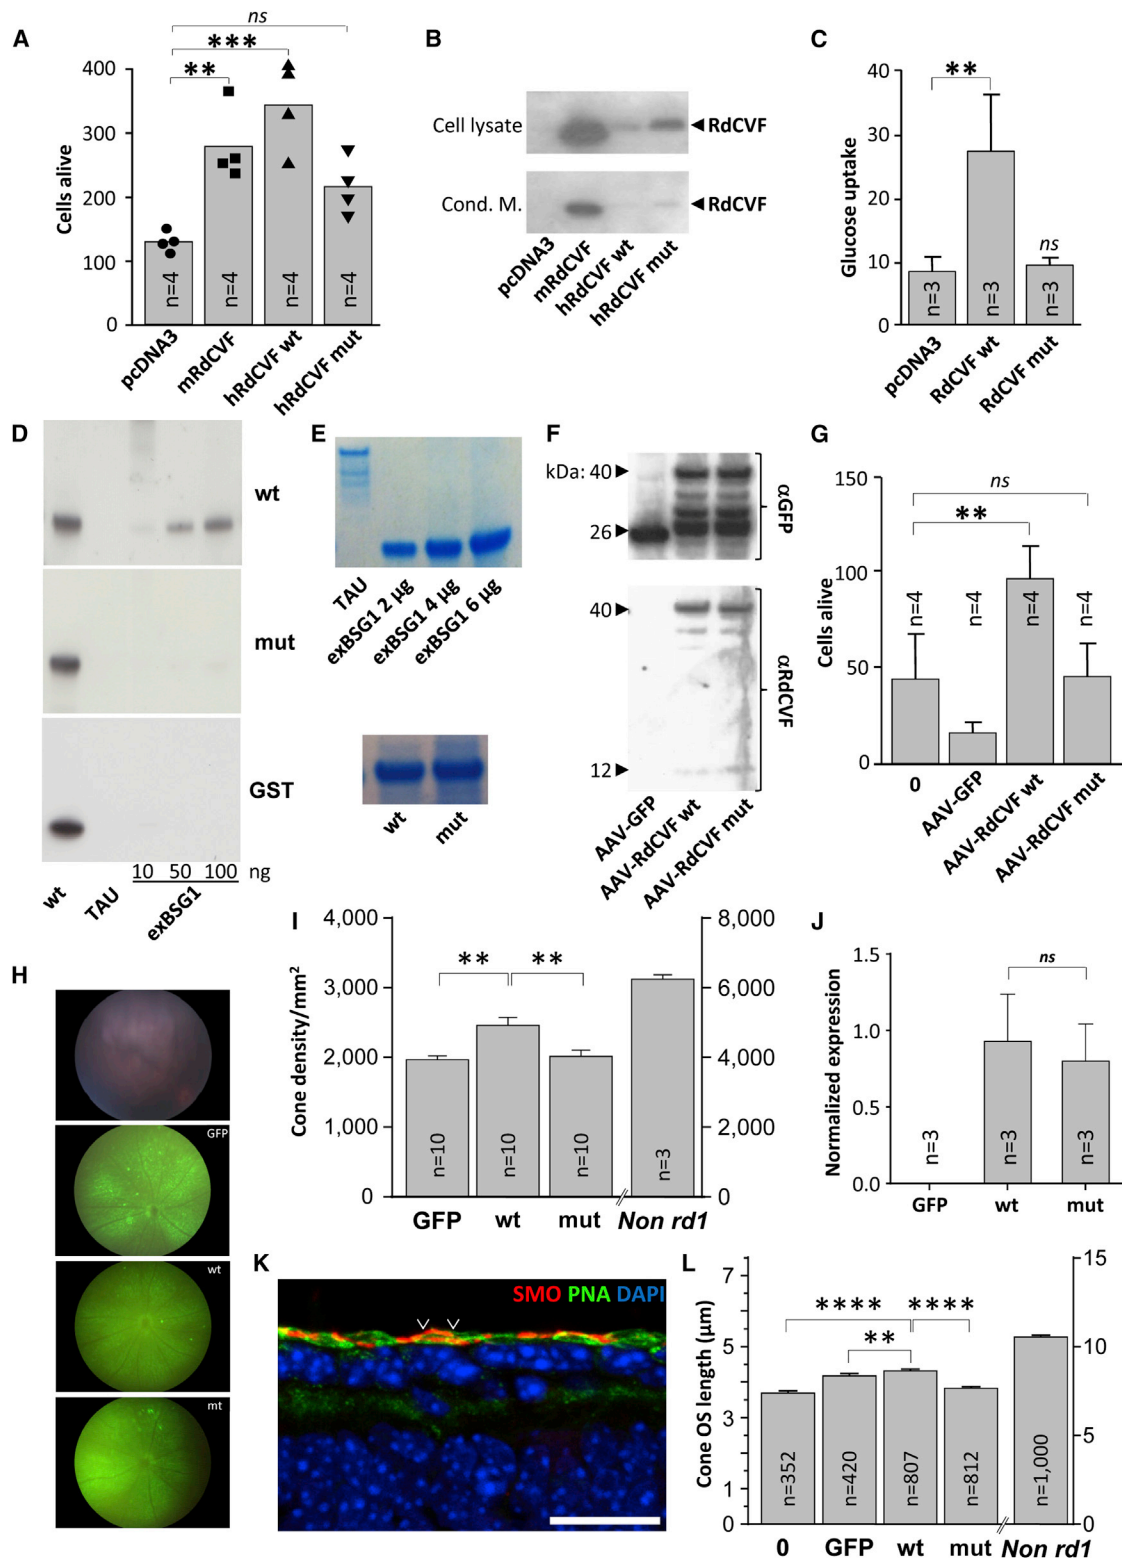 A
ns
***
**
400
300
200
100
0
Cells alive
n=4
n=4
n=4
n=4
pcDNA3
mRdCVF
hRdCVF wt
hRdCVF mut
B
Cell lysate
RdCVF
Cond. M.
RdCVF
pcDNA3
mRdCVF
hRdCVF wt
hRdCVF mut
C
**
40
30
20
10
0
Glucose uptake
ns
n=3
n=3
n=3
pcDNA3
RdCVF wt
RdCVF mut
D
wt
mut
GST
10 50 100 ng
wt
TAU
exBSG1
E
TAU
exBSG1 2 µg
exBSG1 4 µg
exBSG1 6 µg
wt
mut
F
kDa: 40
26
αGFP
40
12
αRdCVF
AAV-GFP
AAV-RdCVF wt
AAV-RdCVF mut
G
150
100
50
0
Cells alive
ns
**
n=4
n=4
n=4
n=4
0
AAV-GFP
AAV-RdCVF wt
AAV-RdCVF mut
H
GFP
wt
mt
I
4,000
3,000
2,000
1,000
0
Cone density/mm²
** **
n=10
n=10
n=10
n=3
8,000
6,000
4,000
2,000
0
GFP wt mut Non rd1
J
1.5
1.0
0.5
0.0
Normalized expression
ns
n=3
n=3
n=3
GFP wt mut
K
SMO PNA DAPI
L
7
5
3
1
0
Cone OS length (µm)
**** ****
**
n=352
n=420
n=807
n=812
n=1,000
15
10
5
0
0 GFP wt mut Non rd1